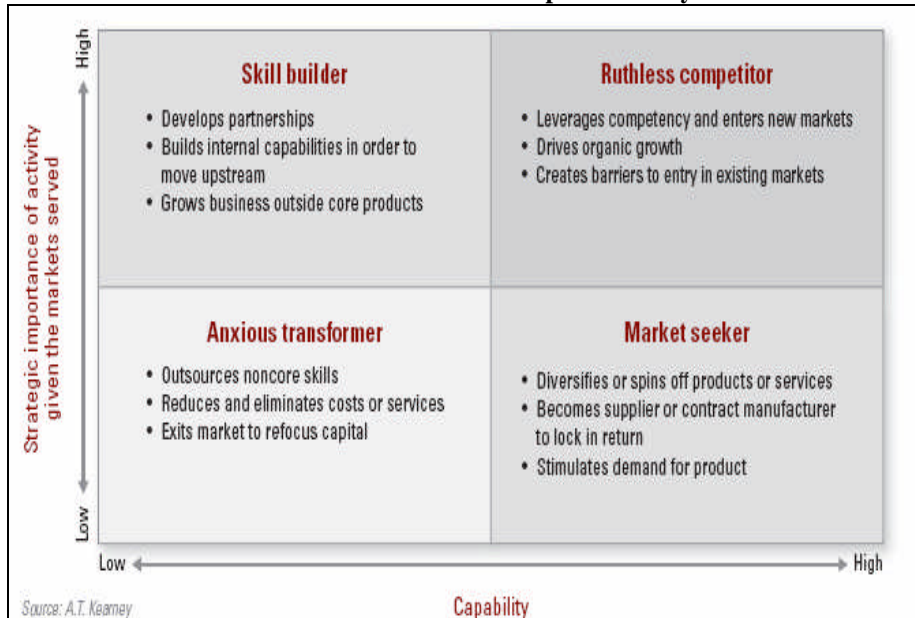 High
Skill builder
• Develops partnerships
• Builds internal capabilities in order to
move upstream
• Grows business outside core products
Ruthless competitor
• Leverages competency and enters new markets
• Drives organic growth
• Creates barriers to entry in existing markets
Strategic importance of activity
given the markets served
Anxious transformer
• Outsources noncore skills
• Reduces and eliminates costs or services
• Exits market to refocus capital
Market seeker
• Diversifies or spins off products or services
• Becomes supplier or contract manufacturer
to lock in return
• Stimulates demand for product
Low
Low
High
Source: A.T. Kearney
Capability